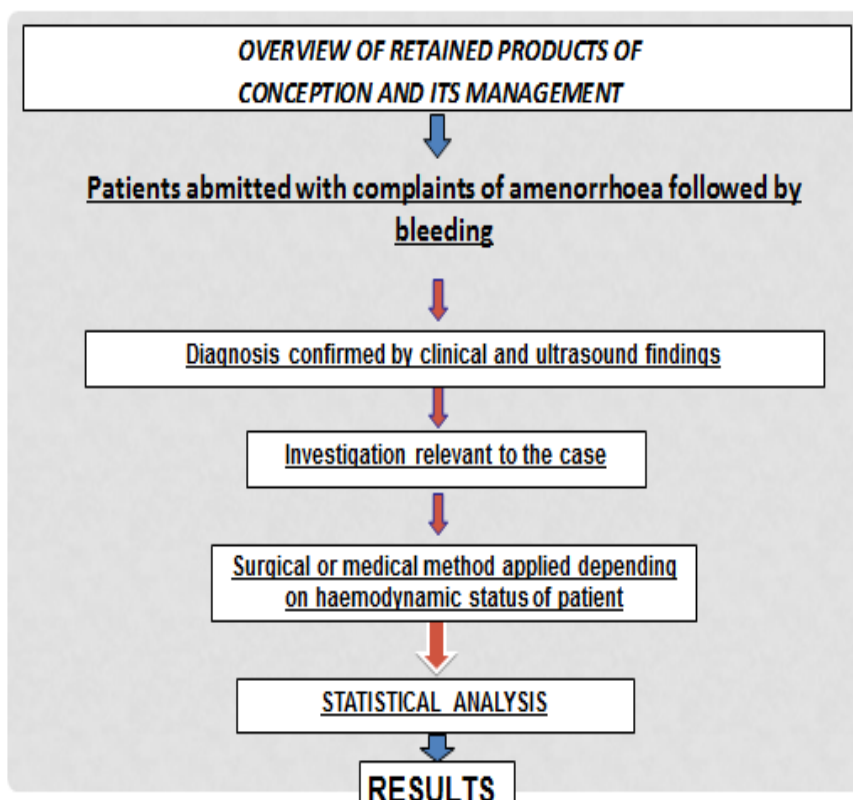 OVERVIEW OF RETAINED PRODUCTS OF
CONCEPTION AND ITS MANAGEMENT
Patients abmitted with complaints of amenorrhoea followed by
bleeding
Diagnosis confirmed by clinical and ultrasound findings
Investigation relevant to the case
Surgical or medical method applied depending
on haemodynamic status of patient
STATISTICAL ANALYSIS
RESULTS